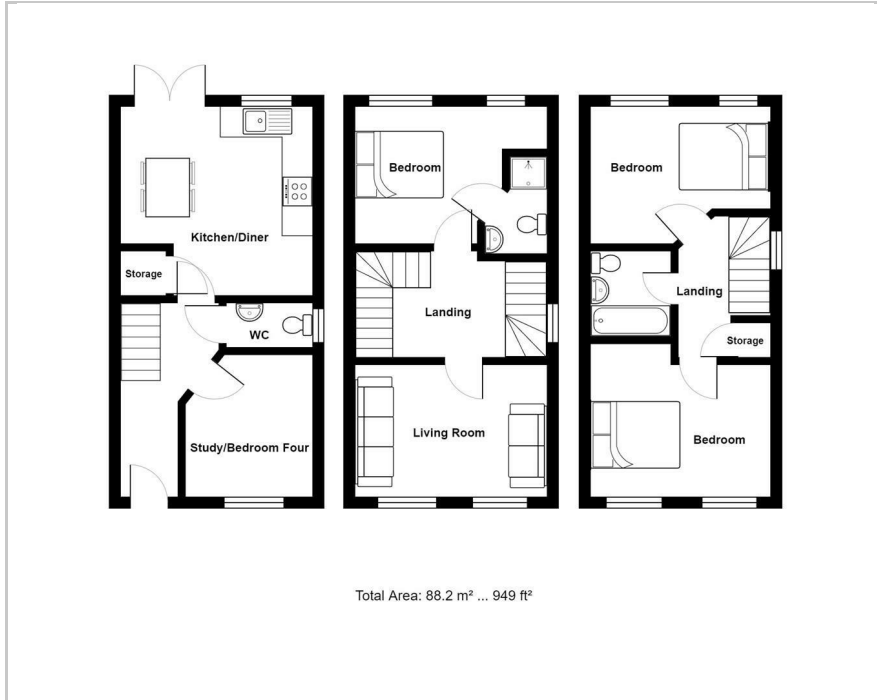 Kitchen/Diner
Storage
WC
Study/Bedroom Four
Bedroom
Landing
Living Room
Bedroom
Landing
Storage
Bedroom
Total Area: 88.2 m² ... 949 ft²